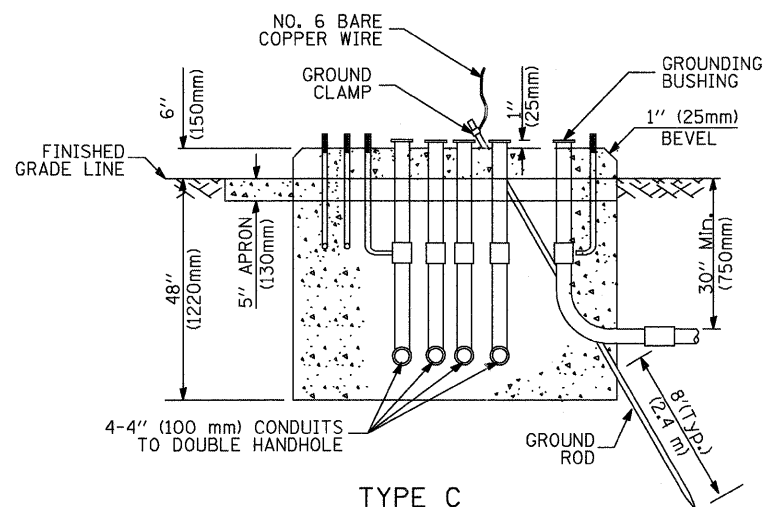 NO. 6 BARE
COPPER WIRE
GROUND
CLAMP
GROUNDING
BUSHING
6"
(150mm)
1"
(25mm)
1" (25mm)
BEVEL
FINISHED
GRADE LINE
48"
(1220mm)
5" APRON
(130mm)
30" Min.
(750mm)
4-4" (100 mm) CONDUITS
TO DOUBLE HANDHOLE
GROUND
ROD
8'(Typ.)
(2.4 m)
TYPE C